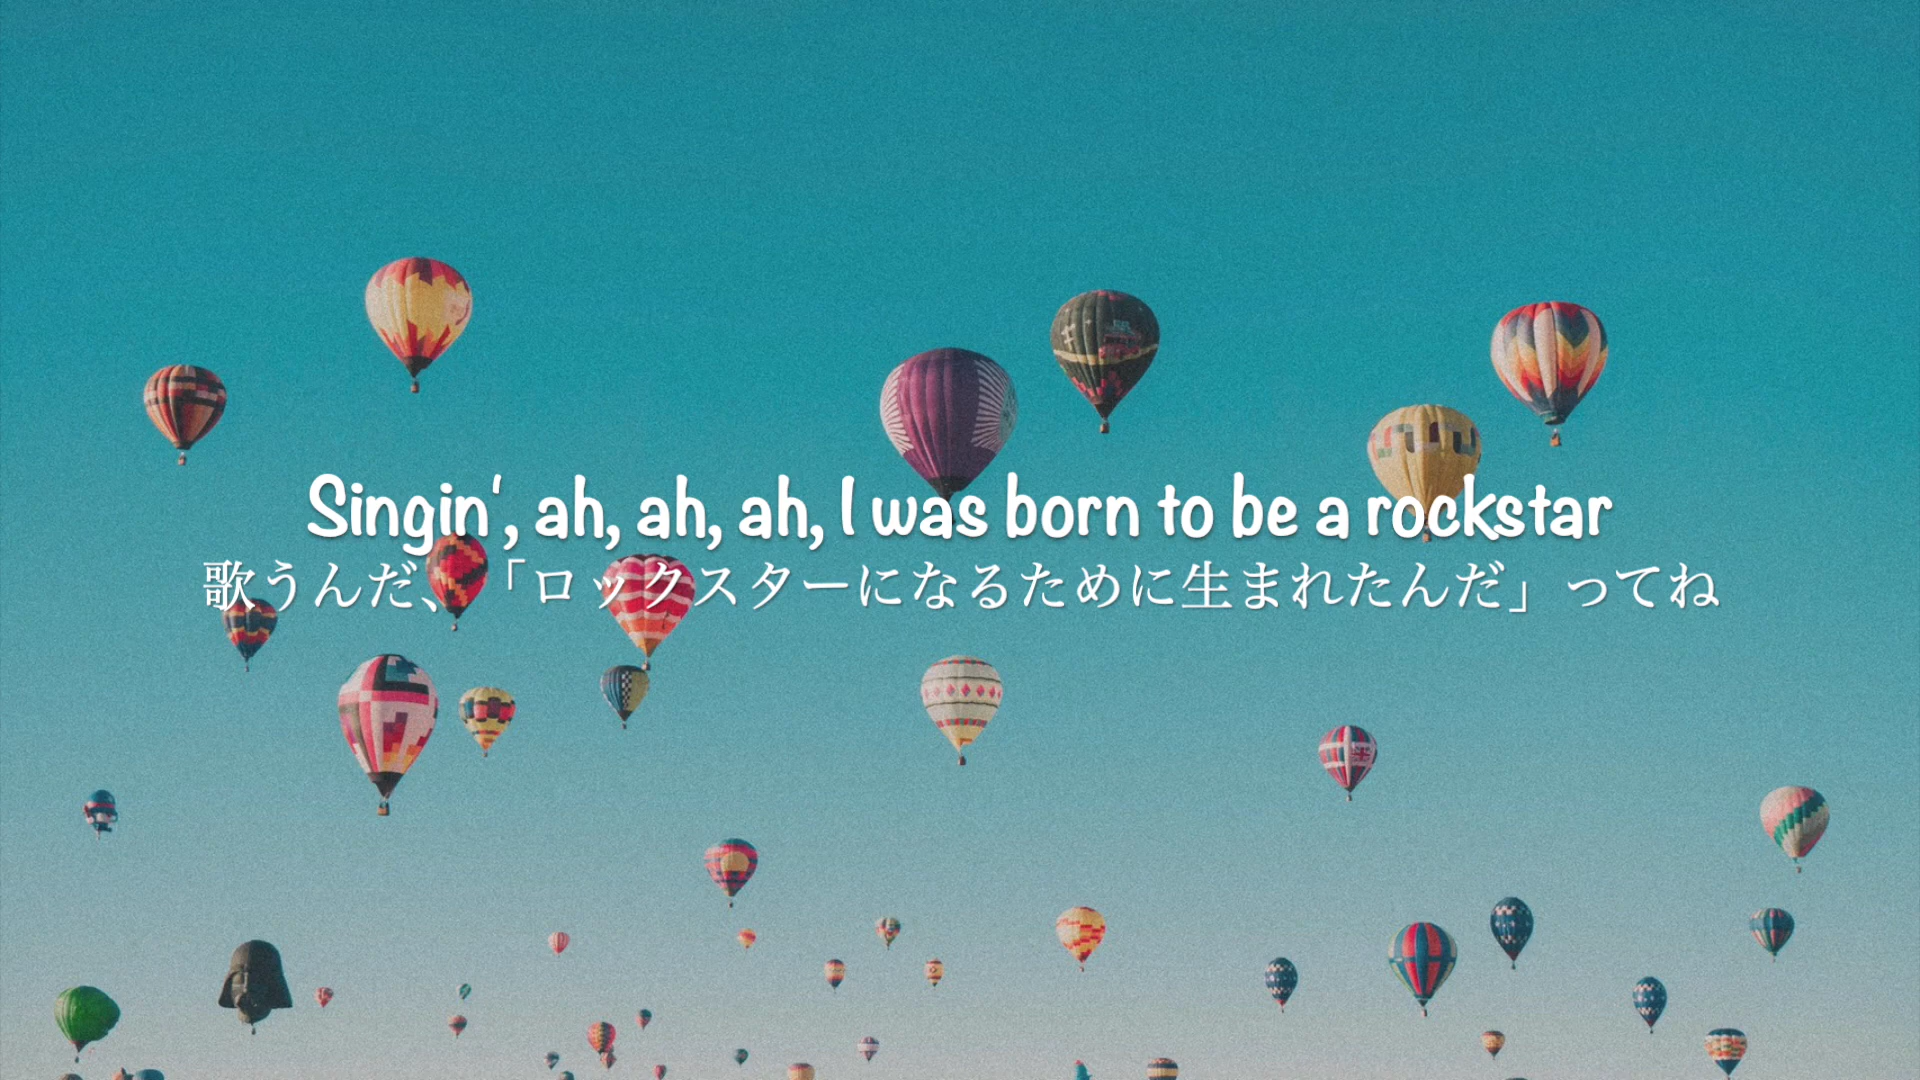 Singin', ah, ah, ah, I was born to be a rockstar
歌うんだ、「ロックスターになるために生まれたんだ」ってね